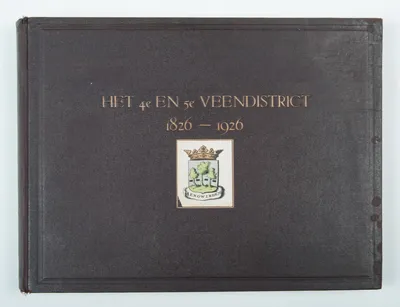 HET 4e EN 5e VEENDISTRICT
1826 — 1926